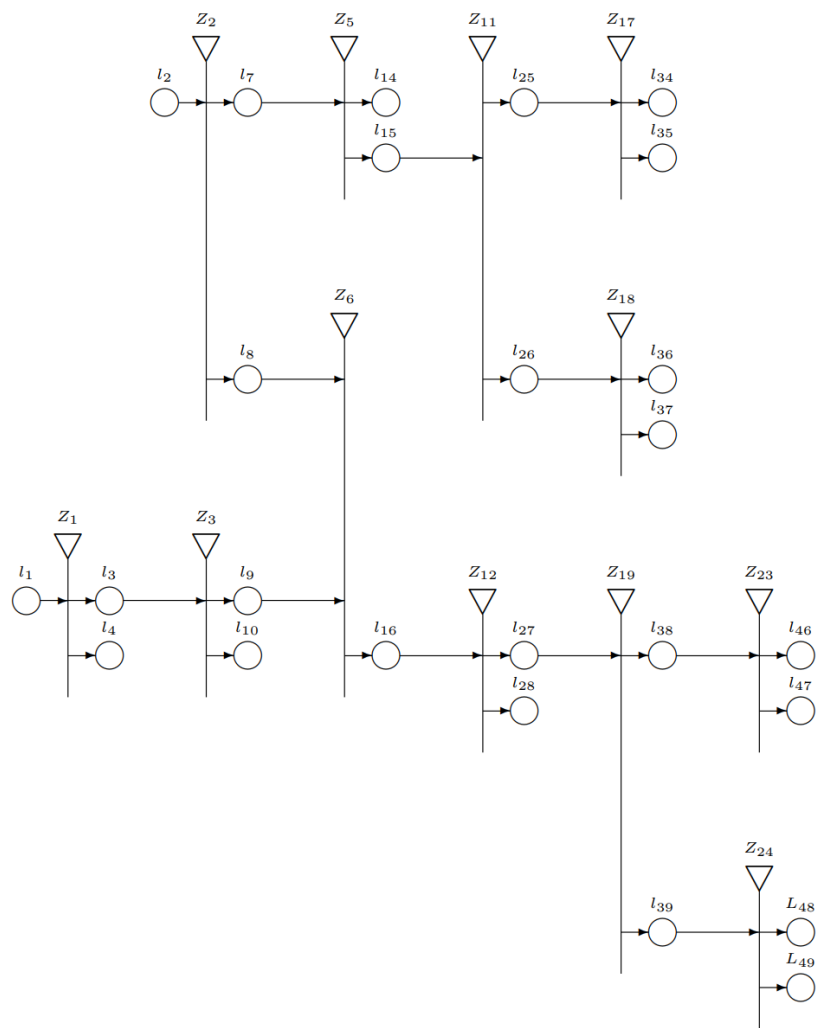 Z₂ Z₅ Z₁₁ Z₁₇
l₂ l₇ l₁₄ l₂₅ l₃₄
l₁₅ l₃₅
Z₆ Z₁₈
l₈ l₂₆ l₃₆
l₃₇
Z₁ Z₃
l₁ l₃ l₉ Z₁₂ Z₁₉ Z₂₃
l₄ l₁₀ l₁₆ l₂₇ l₃₈ l₄₆
l₂₈ l₄₇
Z₂₄
l₃₉ L₄₈
L₄₉